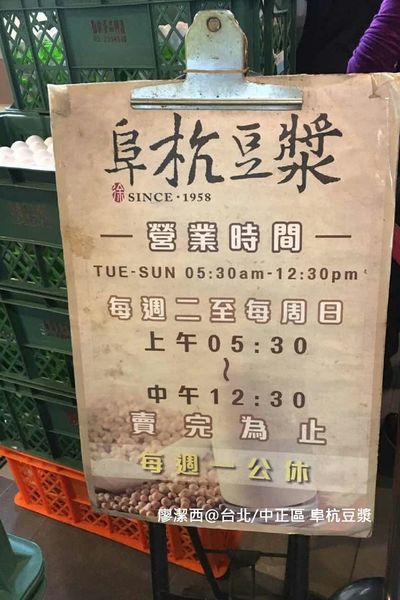 阜杭豆漿
徐 SINCE·1958
營業時間
TUE-SUN 05:30am-12:30pm
每週二至每周日
上午05:30
~
中午12:30
賣完為止
每週一公休
廖潔西@台北/中正區 阜杭豆漿